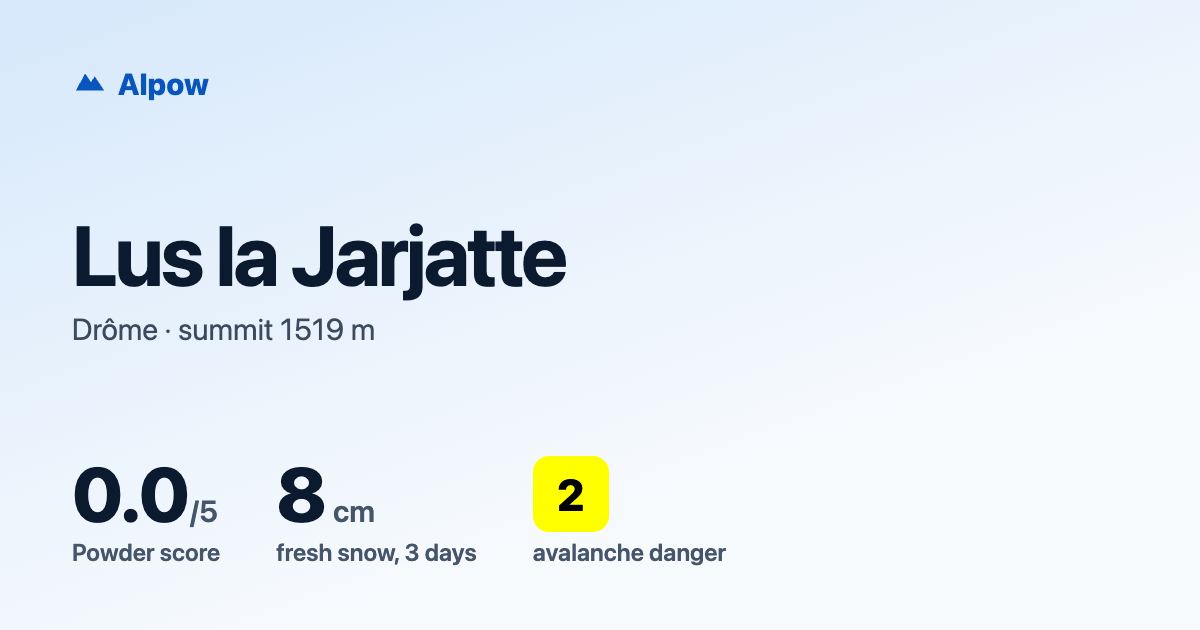 Alpow
Lus la Jarjatte
Drôme · summit 1519 m
0.0/5
Powder score
8 cm
fresh snow, 3 days
2
avalanche danger